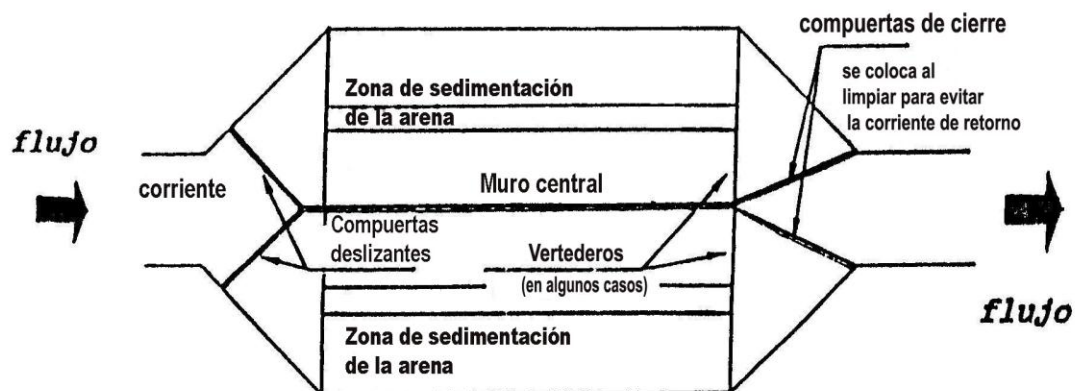 compuertas de cierre
se coloca al
limpiar para evitar
la corriente de retorno
Zona de sedimentación
de la arena
flujo
corriente
Muro central
Compuertas
deslizantes
Vertederos
(en algunos casos)
flujo
Zona de sedimentación
de la arena